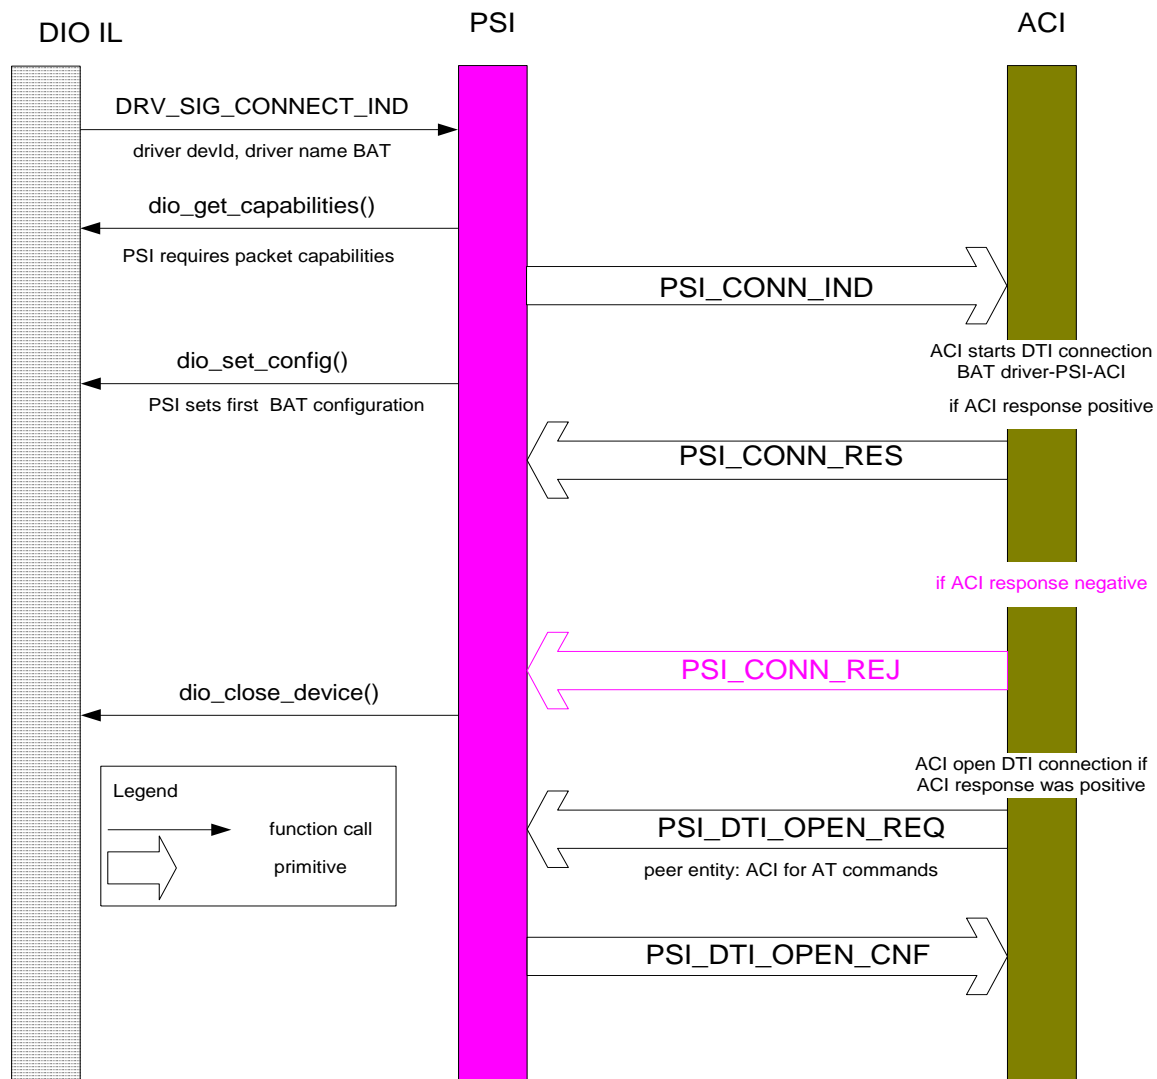 DIO IL
PSI
ACI
DRV_SIG_CONNECT_IND
driver devId, driver name BAT
dio_get_capabilities()
PSI requires packet capabilities
PSI_CONN_IND
ACI starts DTI connection
BAT driver-PSI-ACI
dio_set_config()
PSI sets first BAT configuration
if ACI response positive
PSI_CONN_RES
if ACI response negative
PSI_CONN_REJ
dio_close_device()
ACI open DTI connection if
ACI response was positive
Legend
function call
primitive
PSI_DTI_OPEN_REQ
peer entity: ACI for AT commands
PSI_DTI_OPEN_CNF